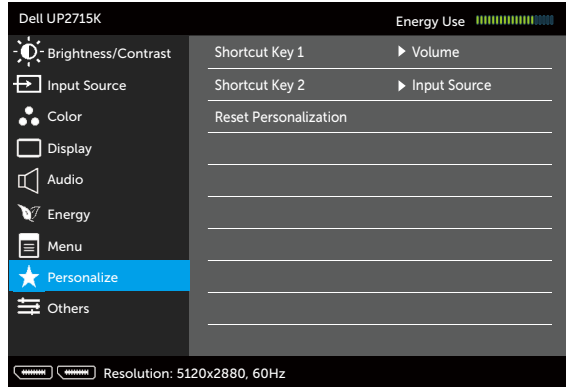 Dell UP2715K Energy Use
Brightness/Contrast Shortcut Key 1 Volume
Input Source Shortcut Key 2 Input Source
Color Reset Personalization
Display
Audio
Energy
Menu
Personalize
Others
Resolution: 5120x2880, 60Hz